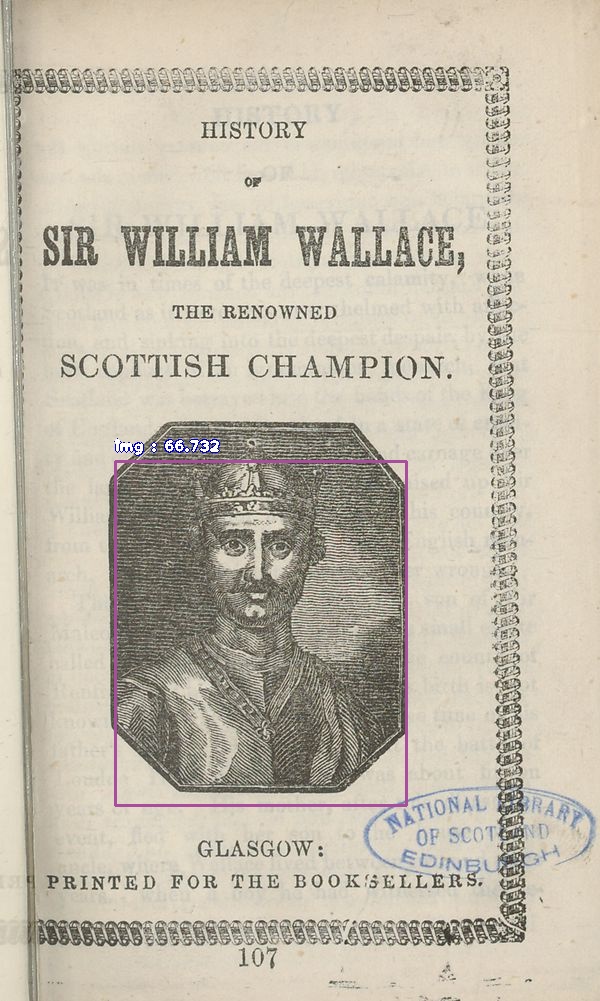 HISTORY
OF
SIR WILLIAM WALLACE,
THE RENOWNED
SCOTTISH CHAMPION.
img : 66.732
GLASGOW:
PRINTED FOR THE BOOKSELLERS.
NATIONAL LIBRARY
OF SCOTLAND
EDINBURGH
107